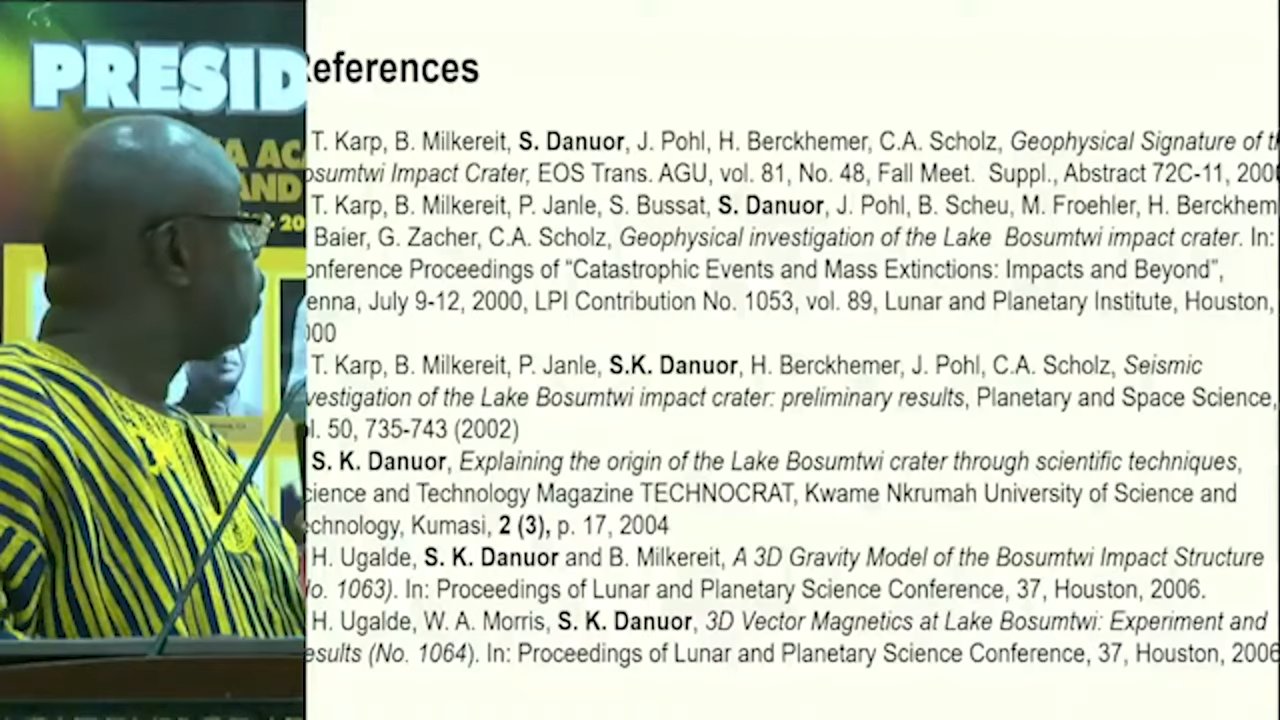 PRESID
A AC
AND
& 20
References
T. Karp, B. Milkereit, S. Danuor, J. Pohl, H. Berckhemer, C.A. Scholz, Geophysical Signature of th
osumtwi Impact Crater, EOS Trans. AGU, vol. 81, No. 48, Fall Meet. Suppl., Abstract 72C-11, 200
T. Karp, B. Milkereit, P. Janle, S. Bussat, S. Danuor, J. Pohl, B. Scheu, M. Froehler, H. Berckhem
Baier, G. Zacher, C.A. Scholz, Geophysical investigation of the Lake Bosumtwi impact crater. In:
onference Proceedings of “Catastrophic Events and Mass Extinctions: Impacts and Beyond”,
enna, July 9-12, 2000, LPI Contribution No. 1053, vol. 89, Lunar and Planetary Institute, Houston,
000
T. Karp, B. Milkereit, P. Janle, S.K. Danuor, H. Berckhemer, J. Pohl, C.A. Scholz, Seismic
vestigation of the Lake Bosumtwi impact crater: preliminary results, Planetary and Space Science,
l. 50, 735-743 (2002)
S. K. Danuor, Explaining the origin of the Lake Bosumtwi crater through scientific techniques,
cience and Technology Magazine TECHNOCRAT, Kwame Nkrumah University of Science and
echnology, Kumasi, 2 (3), p. 17, 2004
H. Ugalde, S. K. Danuor and B. Milkereit, A 3D Gravity Model of the Bosumtwi Impact Structure
No. 1063). In: Proceedings of Lunar and Planetary Science Conference, 37, Houston, 2006.
H. Ugalde, W. A. Morris, S. K. Danuor, 3D Vector Magnetics at Lake Bosumtwi: Experiment and
esults (No. 1064). In: Proceedings of Lunar and Planetary Science Conference, 37, Houston, 2006